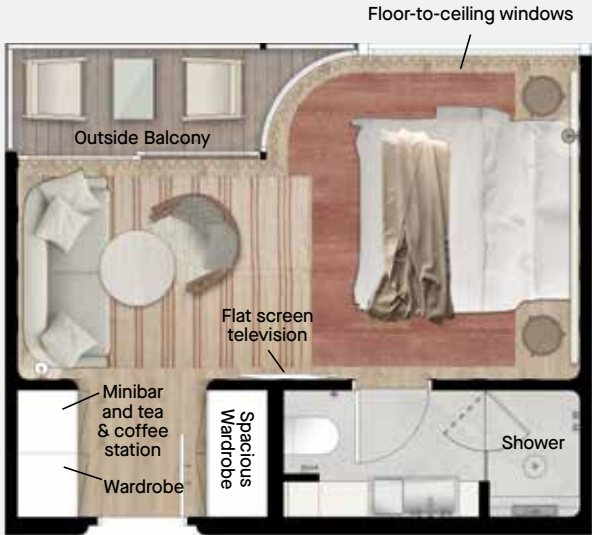 Floor-to-ceiling windows
Outside Balcony
Flat screen
television
Minibar
and tea
& coffee
station
Wardrobe
Spacious
Wardrobe
Shower